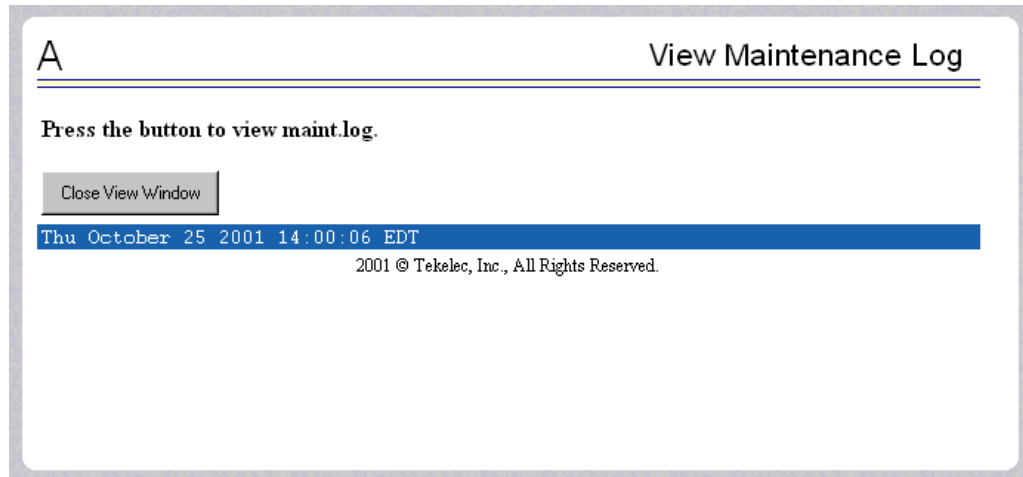 A View Maintenance Log
Press the button to view maint.log.
Close View Window
Thu October 25 2001 14:00:06 EDT
2001 © Tekelec, Inc., All Rights Reserved.